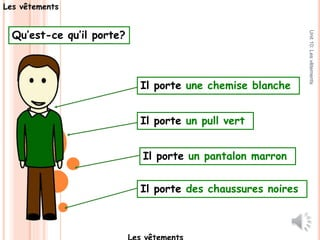 Les vêtements
Qu'est-ce qu'il porte?
Unit 10: Les vêtements
Il porte une chemise blanche
Il porte un pull vert
Il porte un pantalon marron
Il porte des chaussures noires
Les vêtements